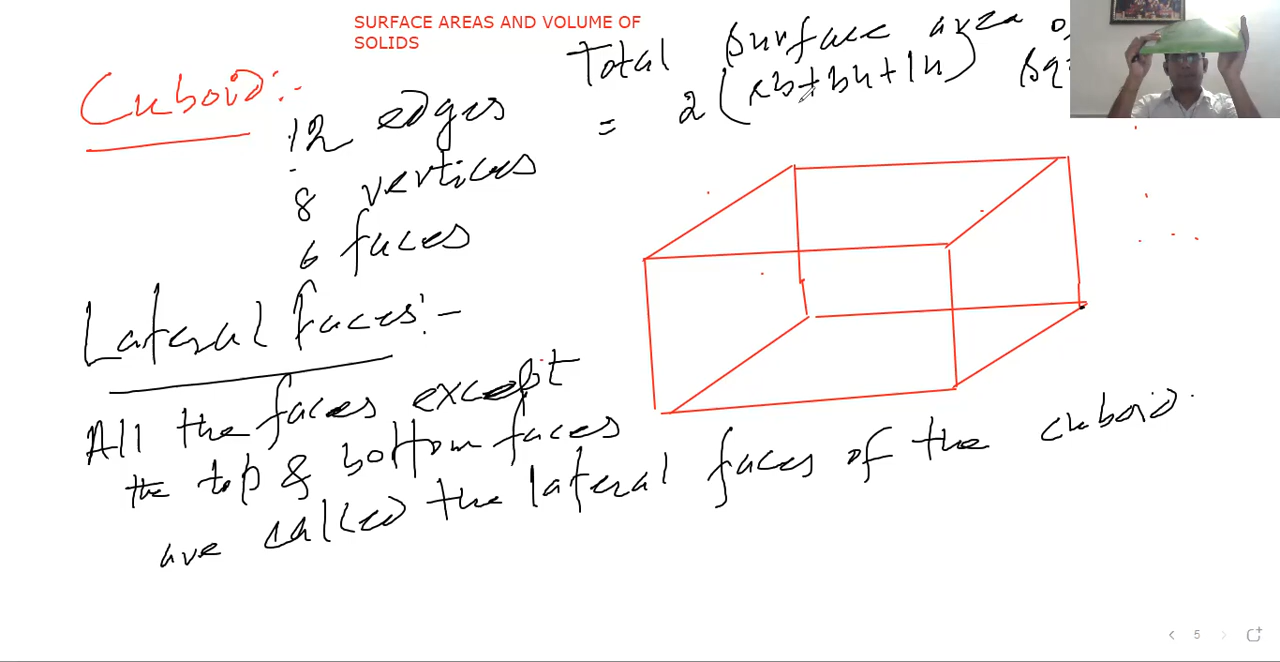 SURFACE AREAS AND VOLUME OF
SOLIDS
Total surface area
= 2(lb+bh+lh) sq
Cuboid:-
12 edges
8 vertices
6 faces
Lateral faces:-
All the faces except
the top & bottom faces
are called the lateral faces of the cuboid.
5